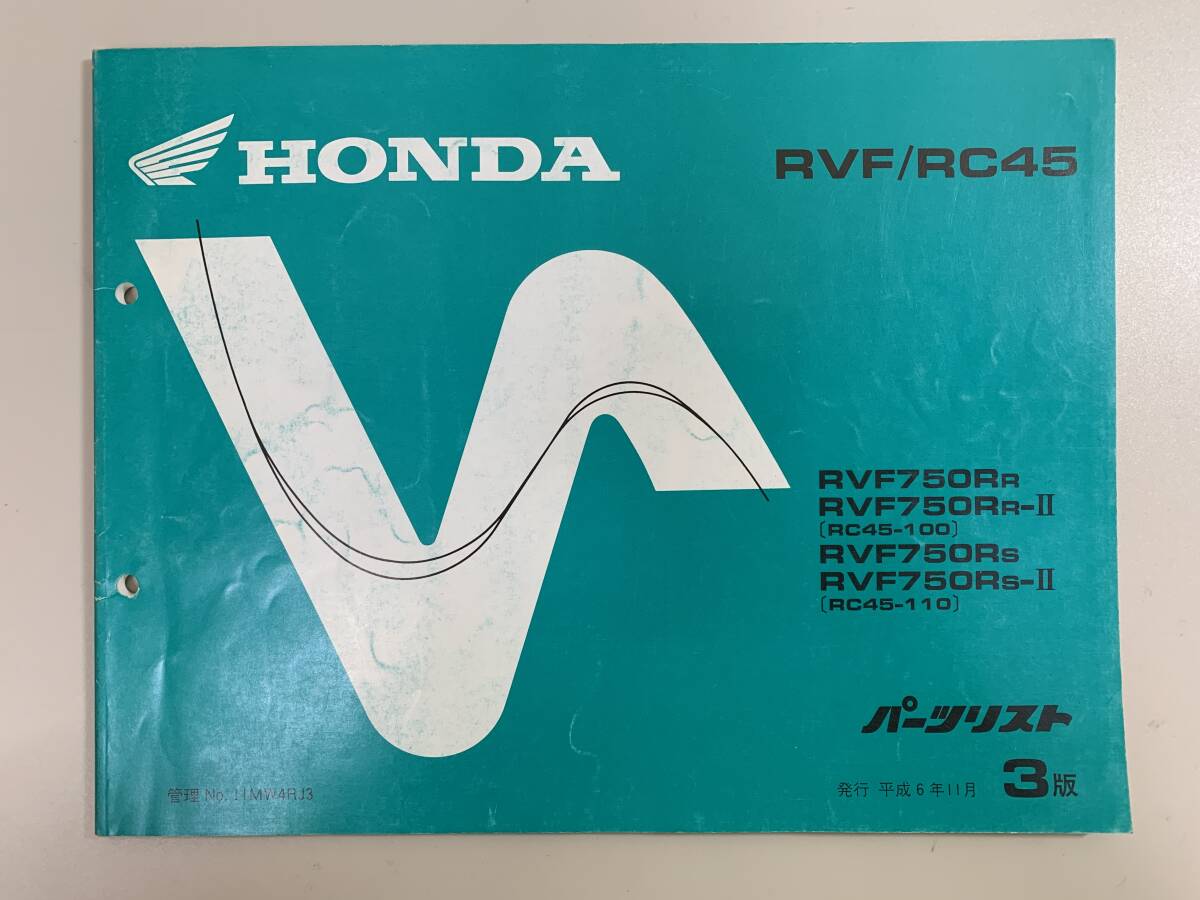 HONDA
RVF/RC45
RVF750RR
RVF750RR-II
〔RC45-100〕
RVF750RS
RVF750RS-II
〔RC45-110〕
パーツリスト
管理 No. 11MW4RJ3
発行 平成6年11月 3版